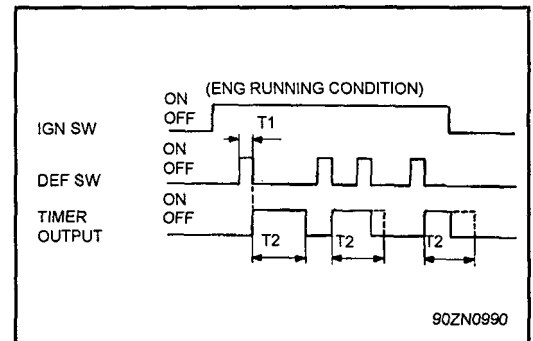 (ENG RUNNING CONDITION)
ON
OFF
IGN SW
T1
ON
OFF
DEF SW
ON
OFF
TIMER
OUTPUT
T2
T2
T2
90ZN0990